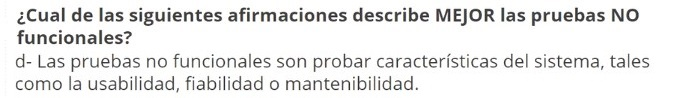 ¿Cual de las siguientes afirmaciones describe MEJOR las pruebas NO
funcionales?
d- Las pruebas no funcionales son probar características del sistema, tales
como la usabilidad, fiabilidad o mantenibilidad.